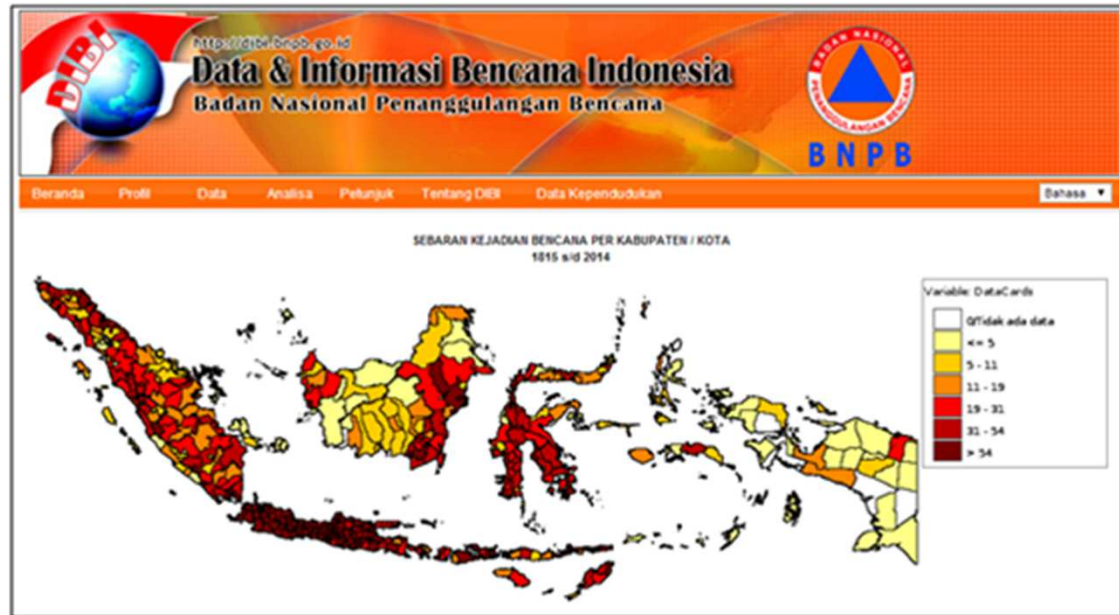 DIBI
http://dibi.bnpb.go.id
Data & Informasi Bencana Indonesia
Badan Nasional Penanggulangan Bencana
BADAN NASIONAL
PENANGGULANGAN BENCANA
BNPB
Beranda Profil Data Analisa Petunjuk Tentang DIBI Data Kependudukan Bahasa
SEBARAN KEJADIAN BENCANA PER KABUPATEN / KOTA
1815 s/d 2014
Variable: DataCards
0/Tidak ada data
<= 5
5 - 11
11 - 19
19 - 31
31 - 54
> 54